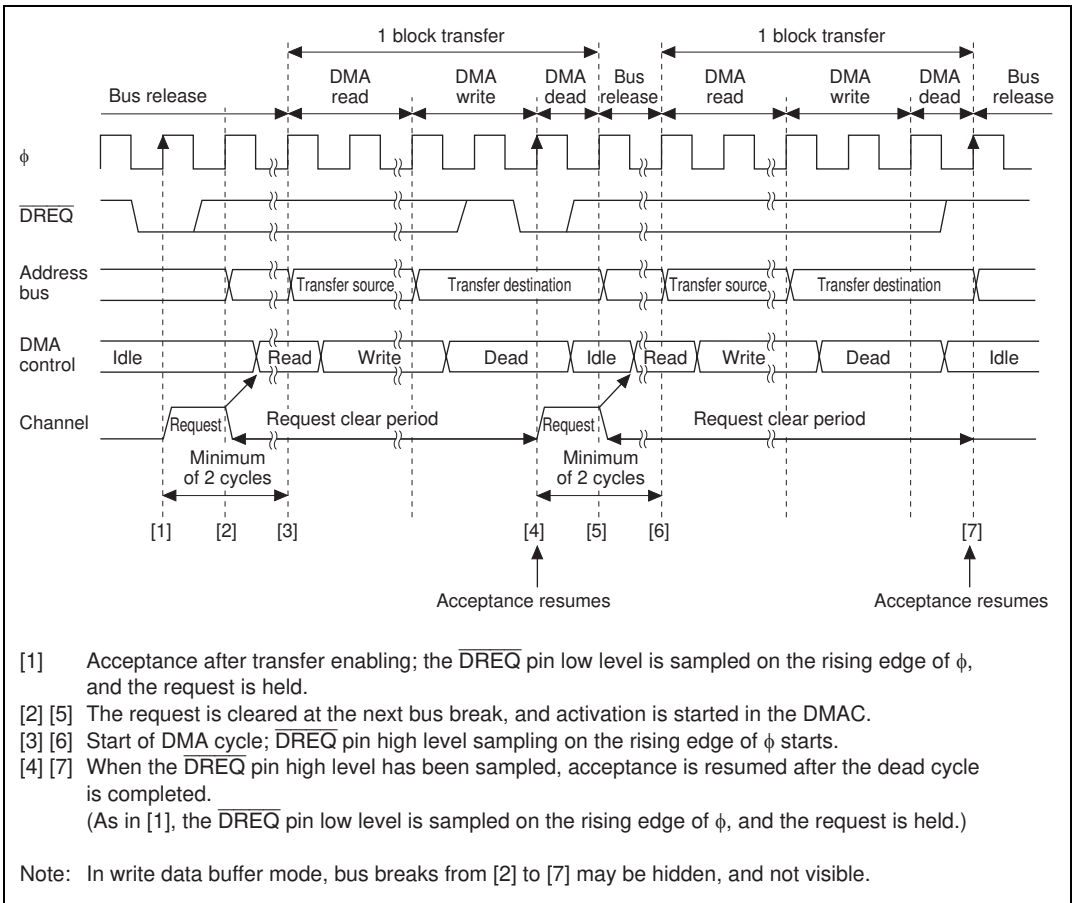 1 block transfer 1 block transfer
DMA DMA DMA Bus DMA DMA DMA Bus
Bus release read write dead release read write dead release
φ
DREQ
Address
bus
Transfer source Transfer destination Transfer source Transfer destination
DMA
control
Idle Read Write Dead Idle Read Write Dead Idle
Channel Request Request clear period Request Request clear period
Minimum Minimum
of 2 cycles of 2 cycles
[1] [2] [3] [4] [5] [6] [7]
Acceptance resumes Acceptance resumes
[1] Acceptance after transfer enabling; the DREQ pin low level is sampled on the rising edge of φ,
and the request is held.
[2] [5] The request is cleared at the next bus break, and activation is started in the DMAC.
[3] [6] Start of DMA cycle; DREQ pin high level sampling on the rising edge of φ starts.
[4] [7] When the DREQ pin high level has been sampled, acceptance is resumed after the dead cycle
is completed.
(As in [1], the DREQ pin low level is sampled on the rising edge of φ, and the request is held.)
Note: In write data buffer mode, bus breaks from [2] to [7] may be hidden, and not visible.